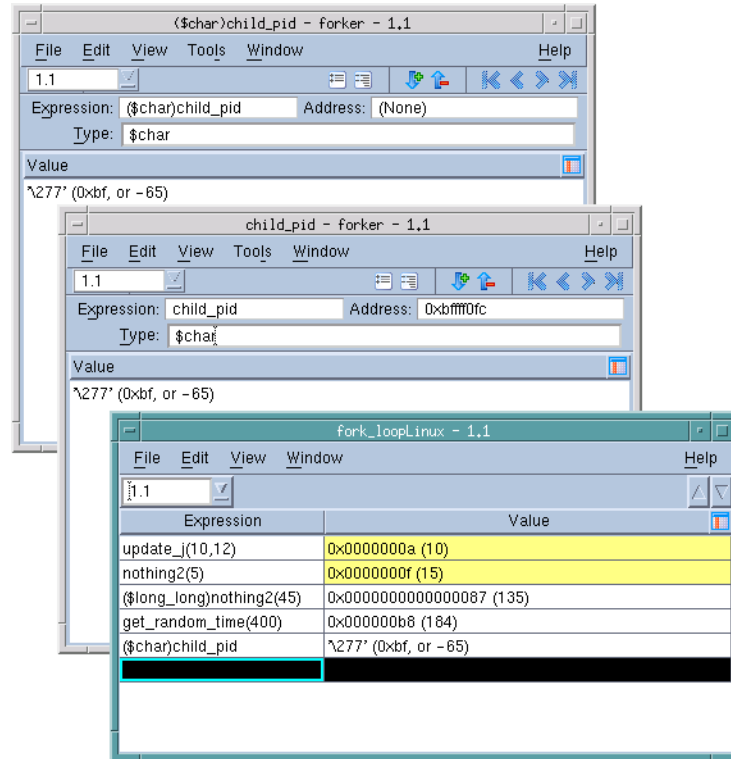 ($char)child_pid - forker - 1.1
File Edit View Tools Window Help
1.1
Expression: ($char)child_pid Address: (None)
Type: $char
Value
'\277' (0xbf, or -65)
child_pid - forker - 1.1
File Edit View Tools Window Help
1.1
Expression: child_pid Address: 0xbffff0fc
Type: $char
Value
'\277' (0xbf, or -65)
fork_loopLinux - 1.1
File Edit View Window Help
1.1
Expression Value
update_j(10,12) 0x0000000a (10)
nothing2(5) 0x0000000f (15)
($long_long)nothing2(45) 0x0000000000000087 (135)
get_random_time(400) 0x000000b8 (184)
($char)child_pid '\277' (0xbf, or -65)